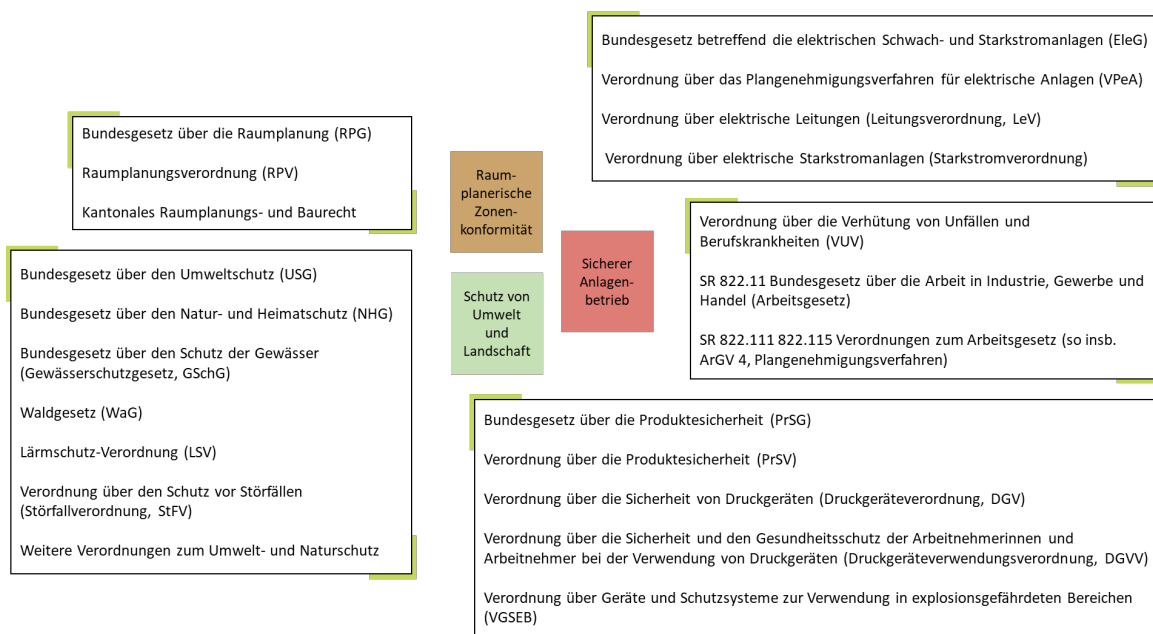 Bundesgesetz betreffend die elektrischen Schwach- und Starkstromanlagen (EleG)
Verordnung über das Plangenehmigungsverfahren für elektrische Anlagen (VPeA)
Verordnung über elektrische Leitungen (Leitungsverordnung, LeV)
Verordnung über elektrische Starkstromanlagen (Starkstromverordnung)
Bundesgesetz über die Raumplanung (RPG)
Raumplanungsverordnung (RPV)
Kantonales Raumplanungs- und Baurecht
Raum-
planerische
Zonen-
konformität
Sicherer
Anlagen-
betrieb
Schutz von
Umwelt
und
Landschaft
Verordnung über die Verhütung von Unfällen und
Berufskrankheiten (VUV)
SR 822.11 Bundesgesetz über die Arbeit in Industrie, Gewerbe und
Handel (Arbeitsgesetz)
SR 822.111 822.115 Verordnungen zum Arbeitsgesetz (so insb.
ArGV 4, Plangenehmigungsverfahren)
Bundesgesetz über den Umweltschutz (USG)
Bundesgesetz über den Natur- und Heimatschutz (NHG)
Bundesgesetz über den Schutz der Gewässer
(Gewässerschutzgesetz, GSchG)
Waldgesetz (WaG)
Lärmschutz-Verordnung (LSV)
Verordnung über den Schutz vor Störfällen
(Störfallverordnung, StFV)
Weitere Verordnungen zum Umwelt- und Naturschutz
Bundesgesetz über die Produktesicherheit (PrSG)
Verordnung über die Produktesicherheit (PrSV)
Verordnung über die Sicherheit von Druckgeräten (Druckgeräteverordnung, DGV)
Verordnung über die Sicherheit und den Gesundheitsschutz der Arbeitnehmerinnen und
Arbeitnehmer bei der Verwendung von Druckgeräten (Druckgeräteverwendungsverordnung, DGVV)
Verordnung über Geräte und Schutzsysteme zur Verwendung in explosionsgefährdeten Bereichen
(VGSEB)